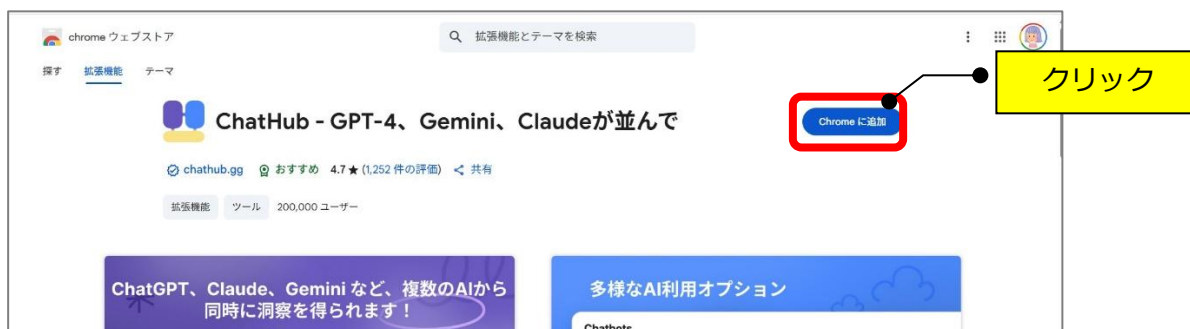 chrome ウェブストア
拡張機能とテーマを検索
探す 拡張機能 テーマ
クリック
ChatHub - GPT-4、Gemini、Claudeが並んで
Chrome に追加
chathub.gg おすすめ 4.7★ (1,252 件の評価) 共有
拡張機能 ツール 200,000 ユーザー
ChatGPT、Claude、Gemini など、複数のAIから
同時に洞察を得られます！
多様なAI利用オプション
Chatbots